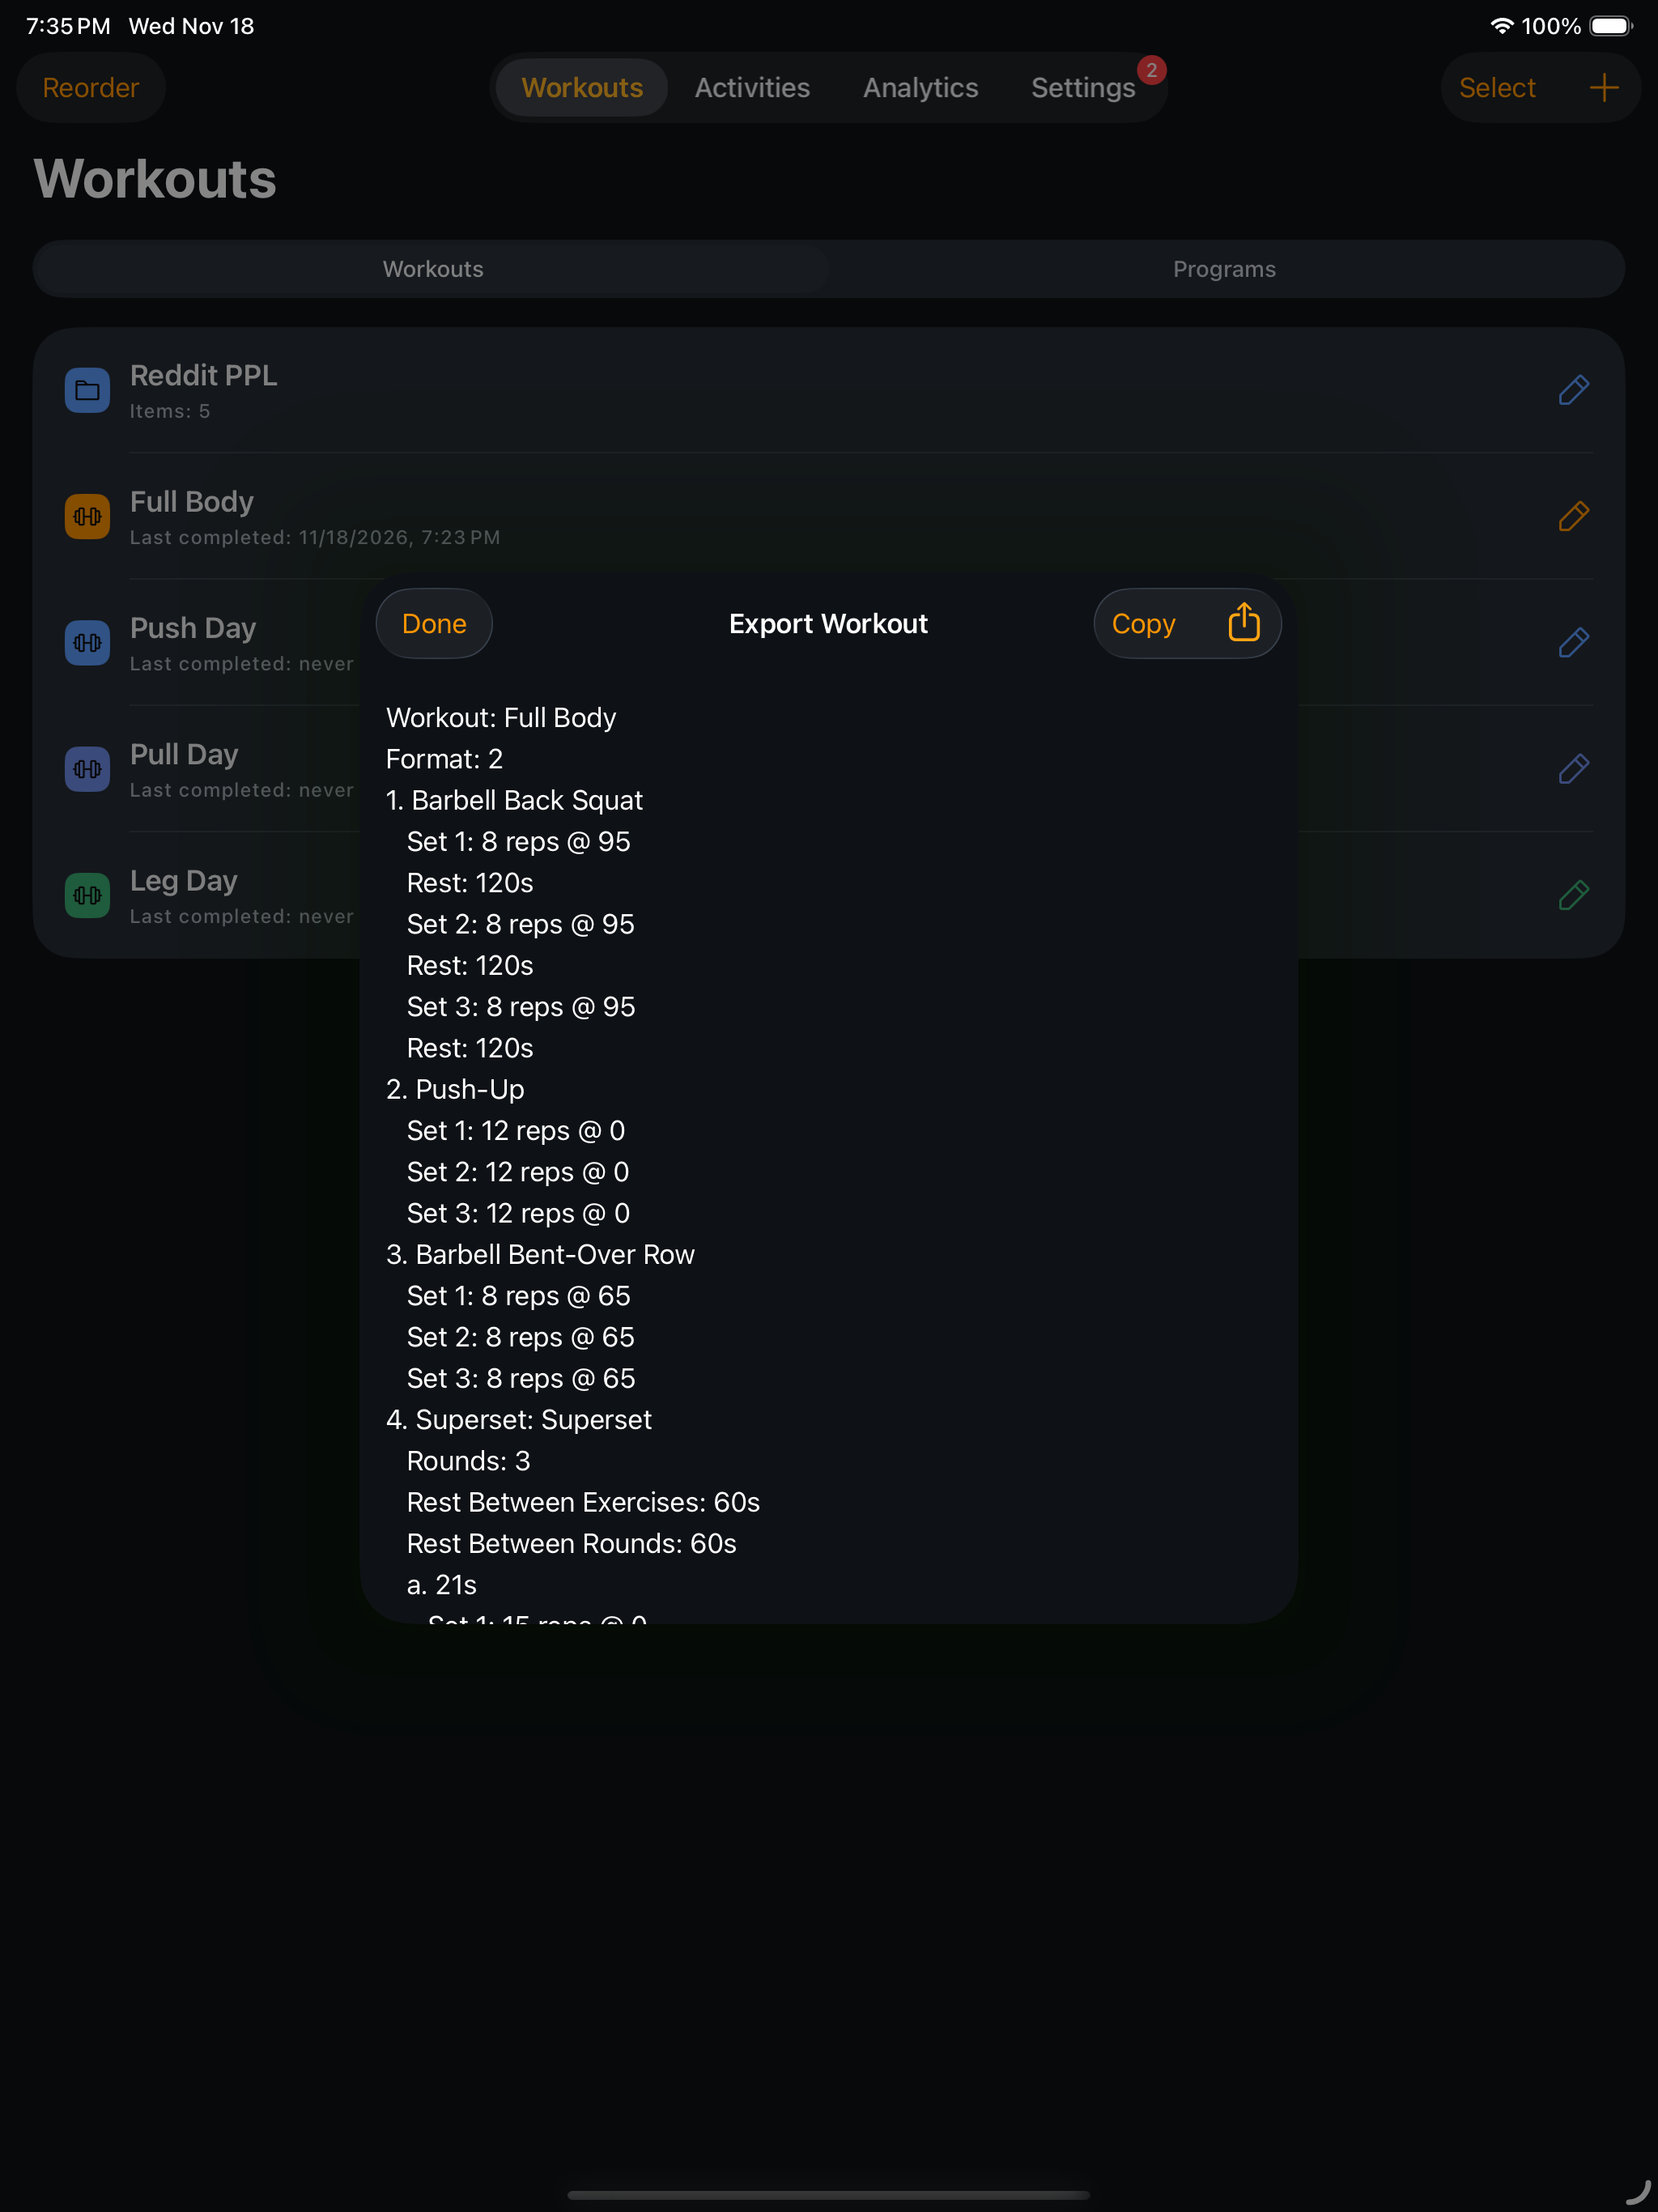 7:35 PM Wed Nov 18
100%
Reorder
Workouts
Activities
Analytics
Settings
2
Select
Workouts
Workouts
Programs
Reddit PPL
Items: 5
Full Body
Last completed: 11/18/2026, 7:23 PM
Push Day
Last completed: never
Pull Day
Last completed: never
Leg Day
Last completed: never
Done
Export Workout
Copy
Workout: Full Body
Format: 2
1. Barbell Back Squat
Set 1: 8 reps @ 95
Rest: 120s
Set 2: 8 reps @ 95
Rest: 120s
Set 3: 8 reps @ 95
Rest: 120s
2. Push-Up
Set 1: 12 reps @ 0
Set 2: 12 reps @ 0
Set 3: 12 reps @ 0
3. Barbell Bent-Over Row
Set 1: 8 reps @ 65
Set 2: 8 reps @ 65
Set 3: 8 reps @ 65
4. Superset: Superset
Rounds: 3
Rest Between Exercises: 60s
Rest Between Rounds: 60s
a. 21s
Set 1: 15 reps @ 0